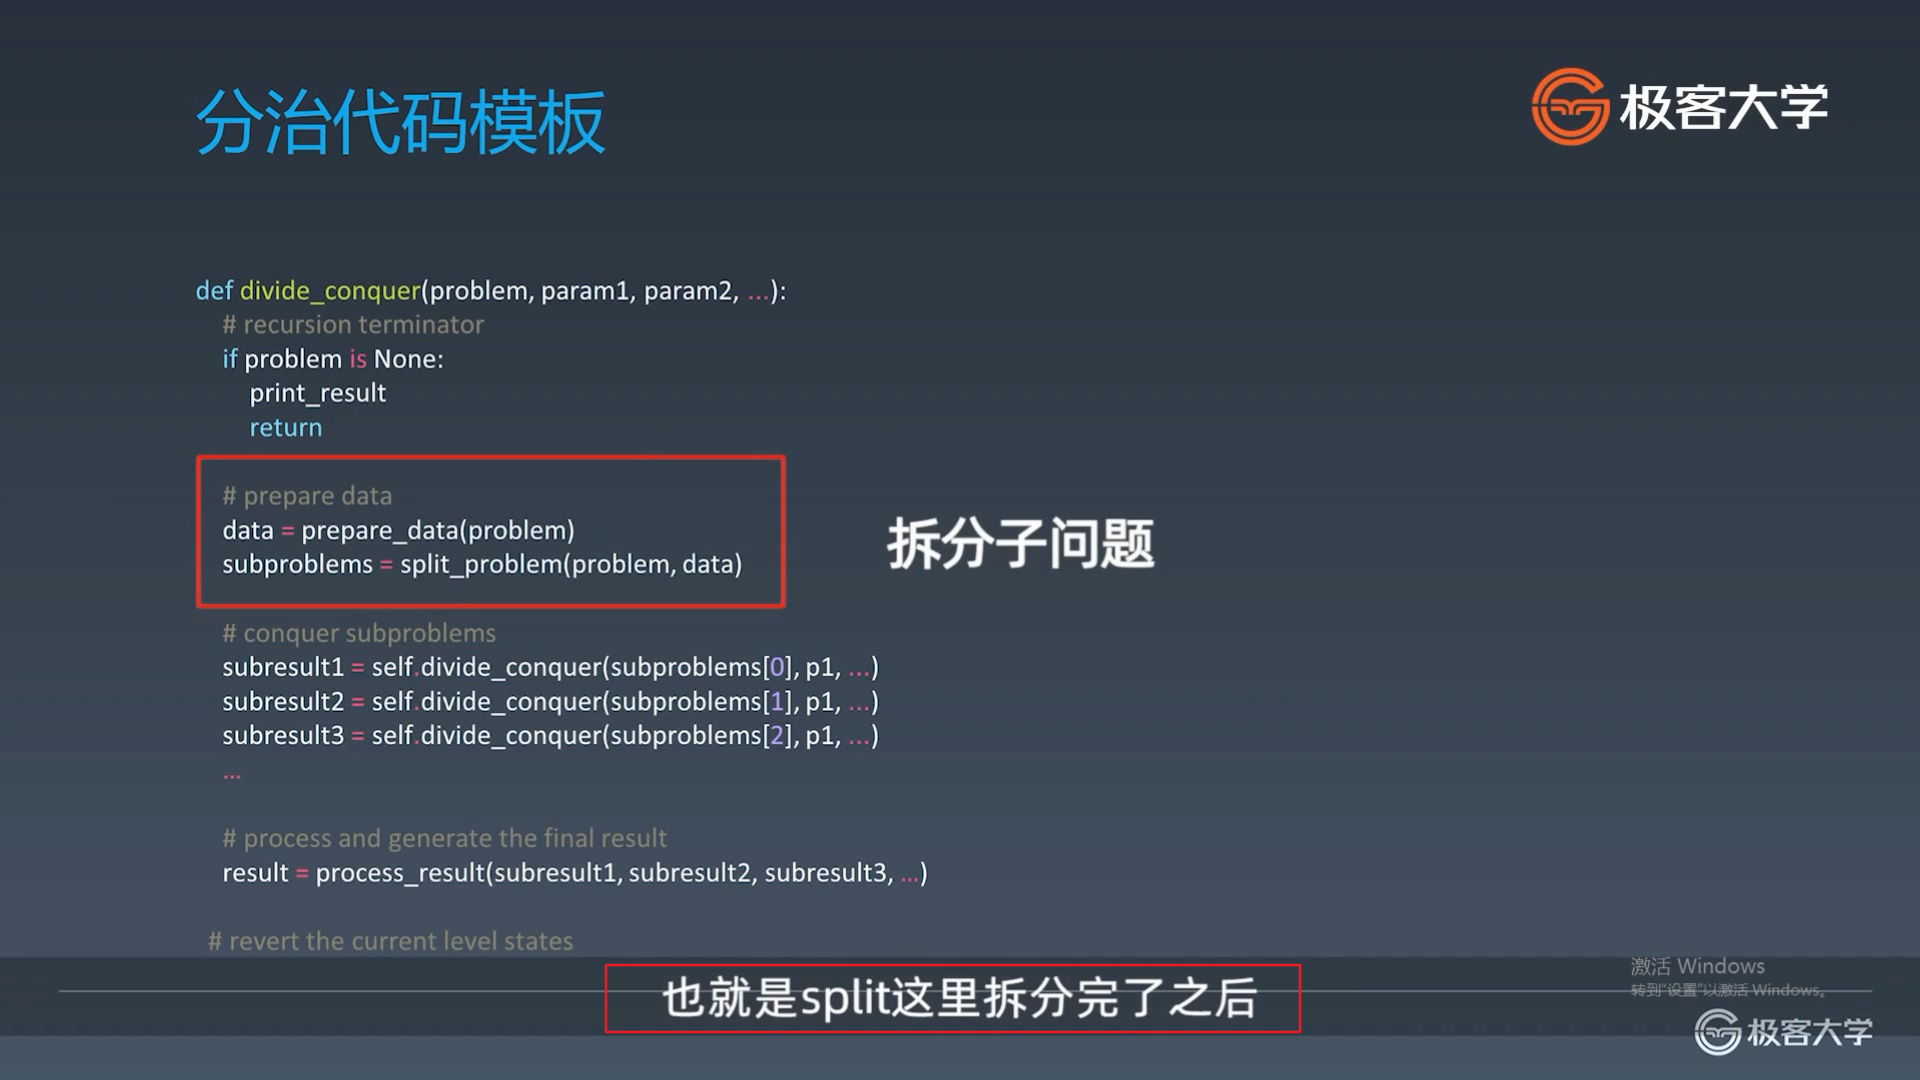 分治代码模板
极客大学
def divide_conquer(problem, param1, param2, ...):
# recursion terminator
if problem is None:
print_result
return
# prepare data
data = prepare_data(problem)
subproblems = split_problem(problem, data)
拆分子问题
# conquer subproblems
subresult1 = self.divide_conquer(subproblems[0], p1, ...)
subresult2 = self.divide_conquer(subproblems[1], p1, ...)
subresult3 = self.divide_conquer(subproblems[2], p1, ...)
...
# process and generate the final result
result = process_result(subresult1, subresult2, subresult3, ...)
# revert the current level states
也就是split这里拆分完了之后
激活 Windows
转到"设置"以激活 Windows。
极客大学